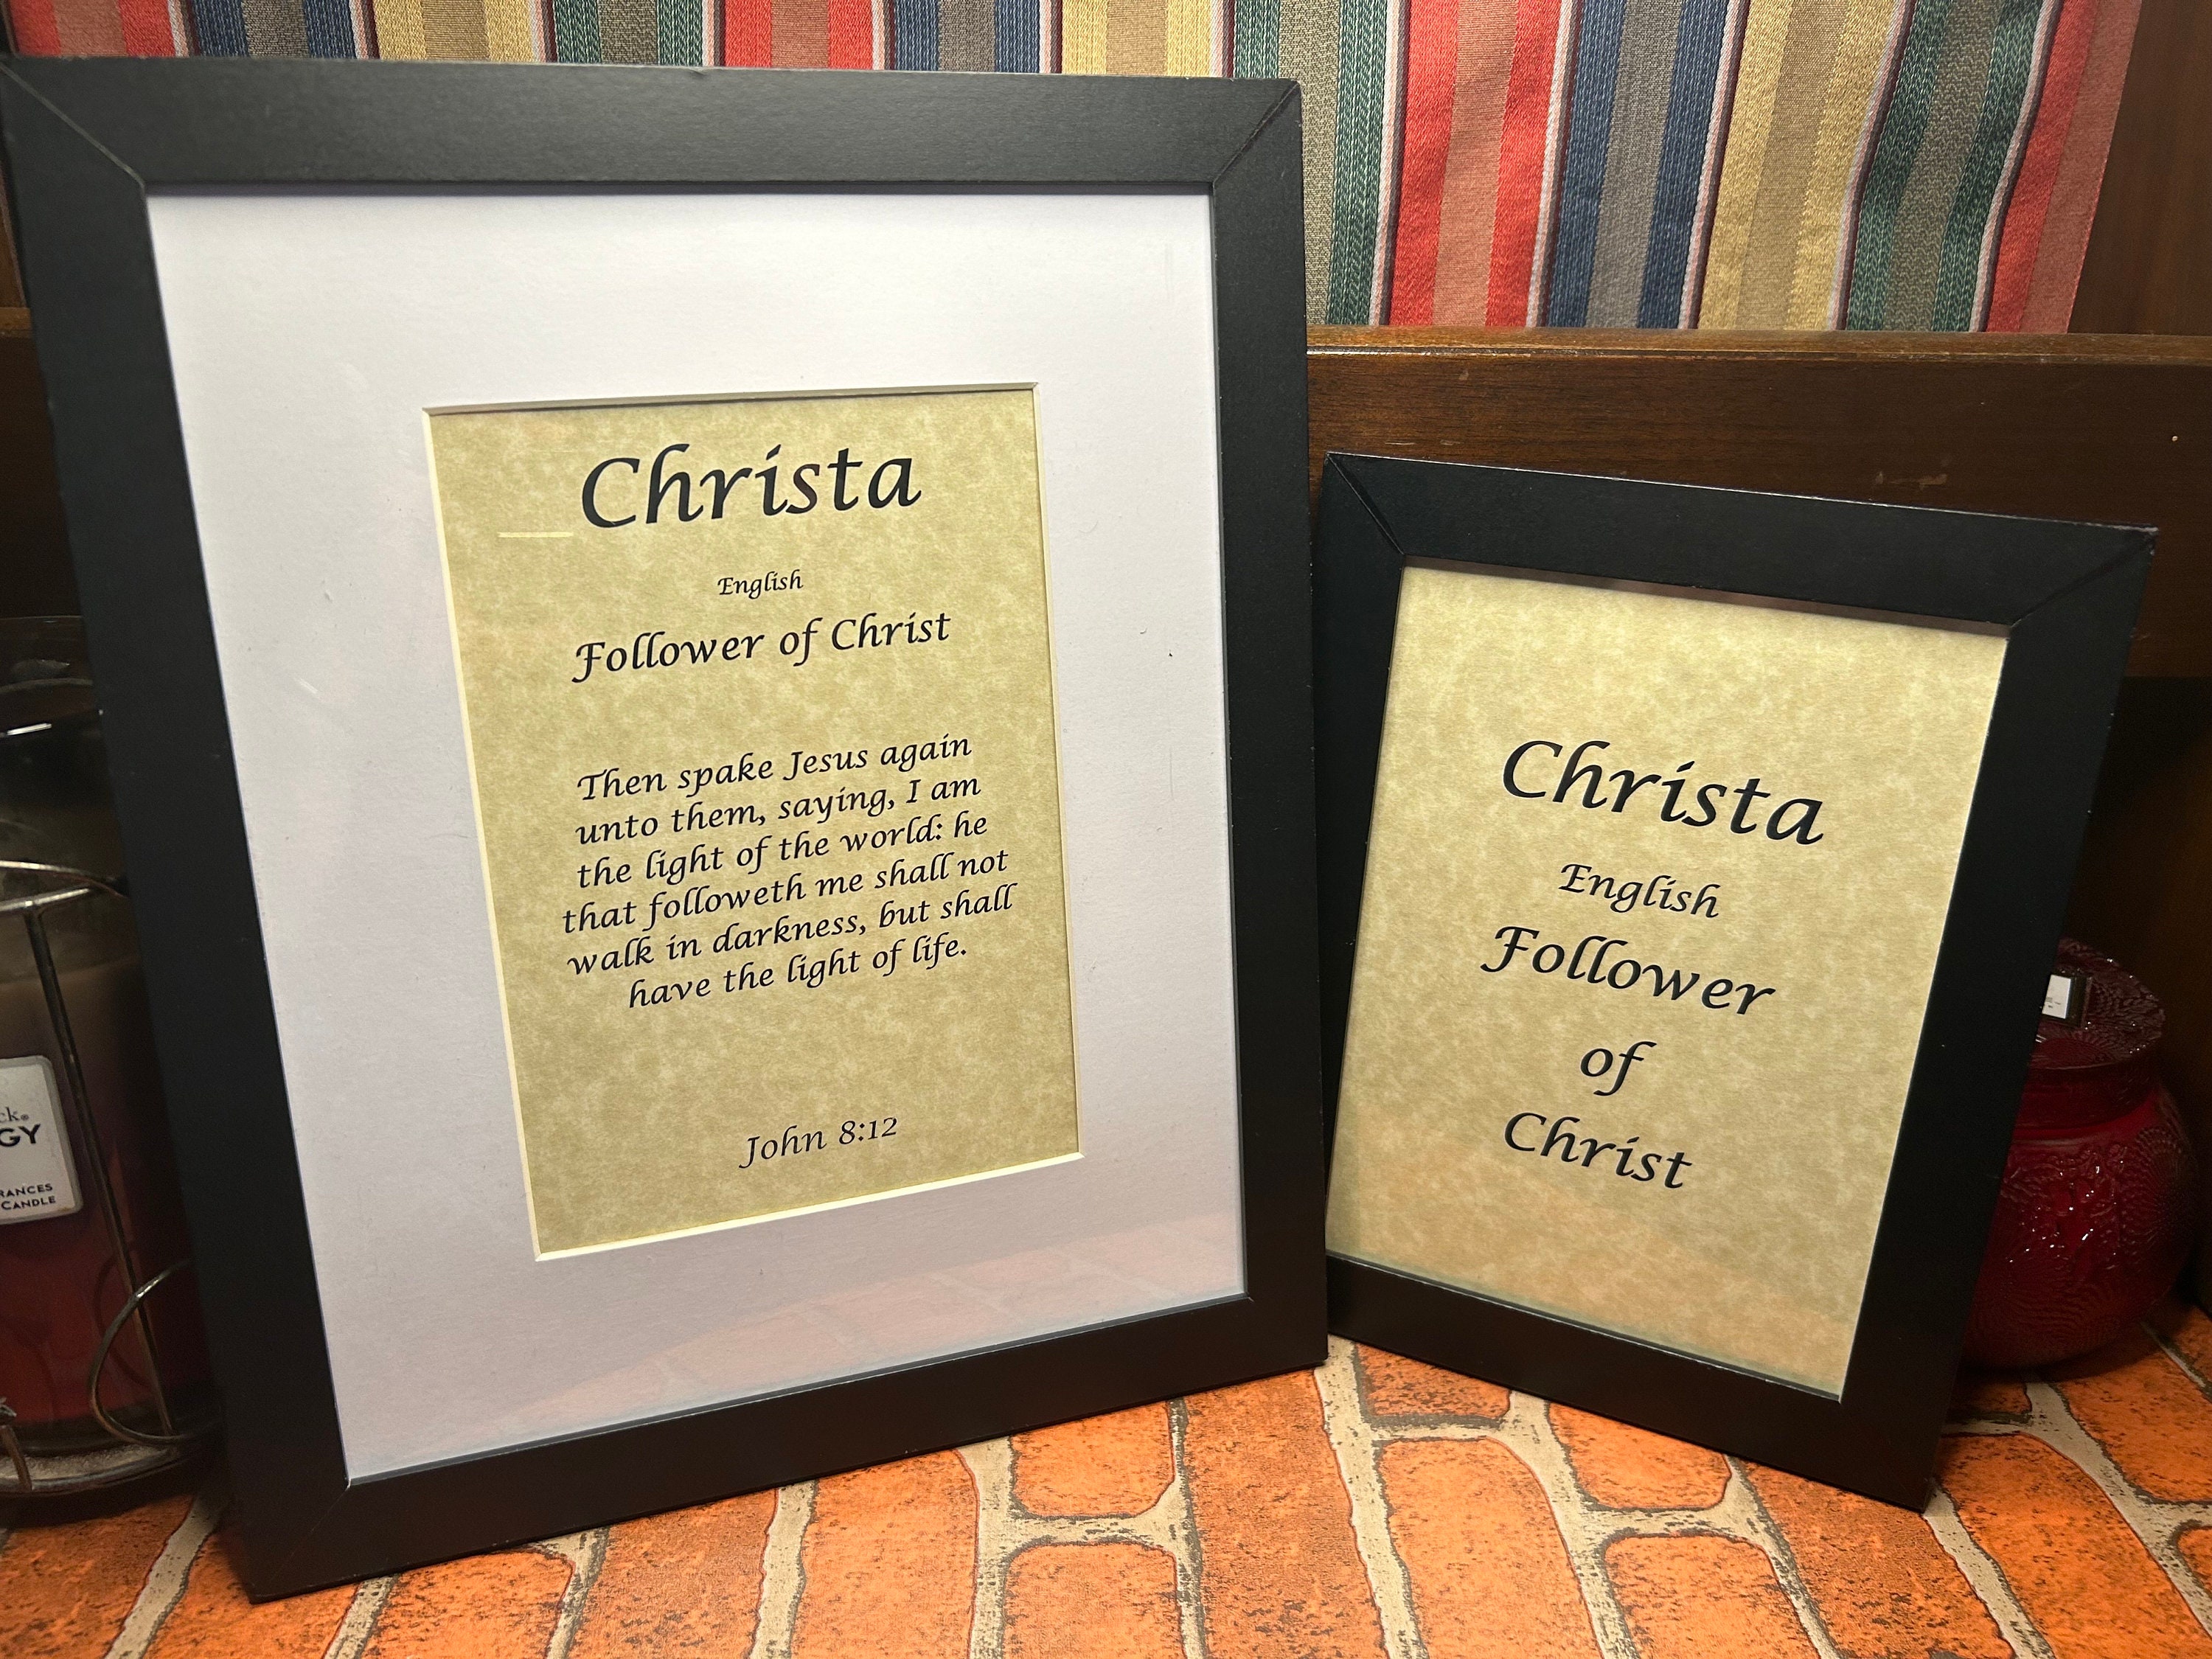 Christa
English
Follower of Christ
Then spake Jesus again
unto them, saying, I am
the light of the world: he
that followeth me shall not
walk in darkness, but shall
have the light of life.
John 8:12
Christa
English
Follower
of
Christ
CANDLE